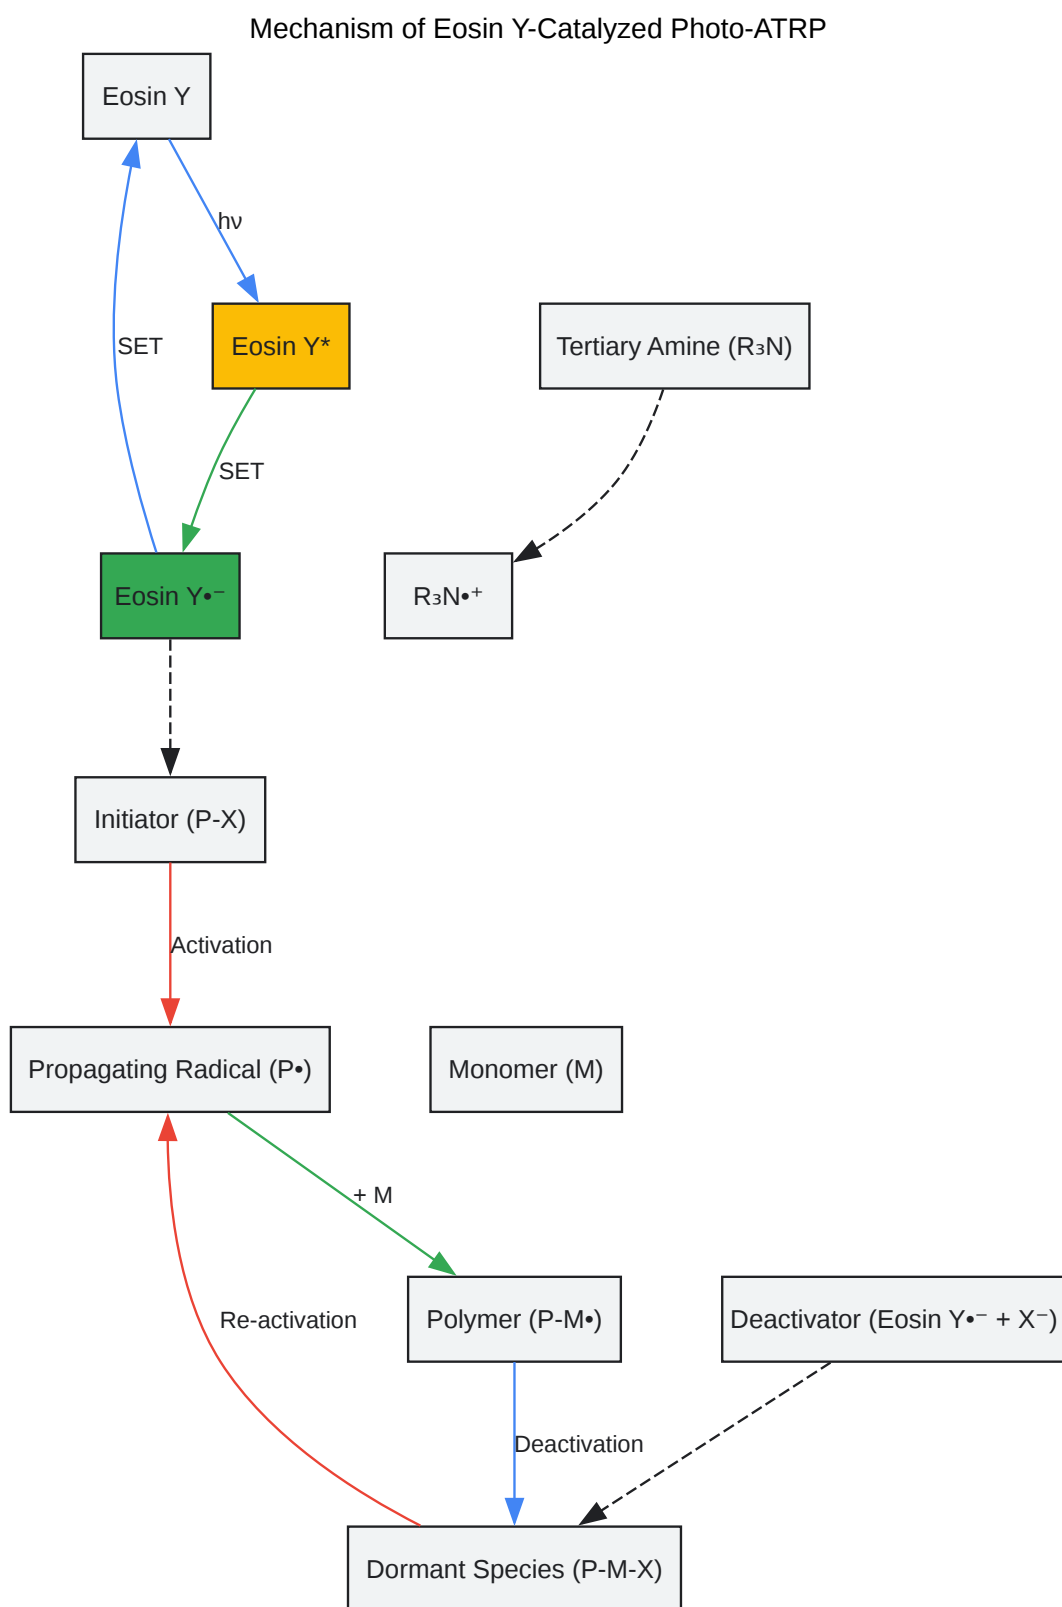 Mechanism of Eosin Y-Catalyzed Photo-ATRP
Eosin Y
hν
Eosin Y*
Tertiary Amine (R₃N)
SET
SET
Eosin Y•⁻
R₃N•⁺
Initiator (P-X)
Activation
Propagating Radical (P•)
Monomer (M)
+ M
Re-activation
Polymer (P-M•)
Deactivator (Eosin Y•⁻ + X⁻)
Deactivation
Dormant Species (P-M-X)